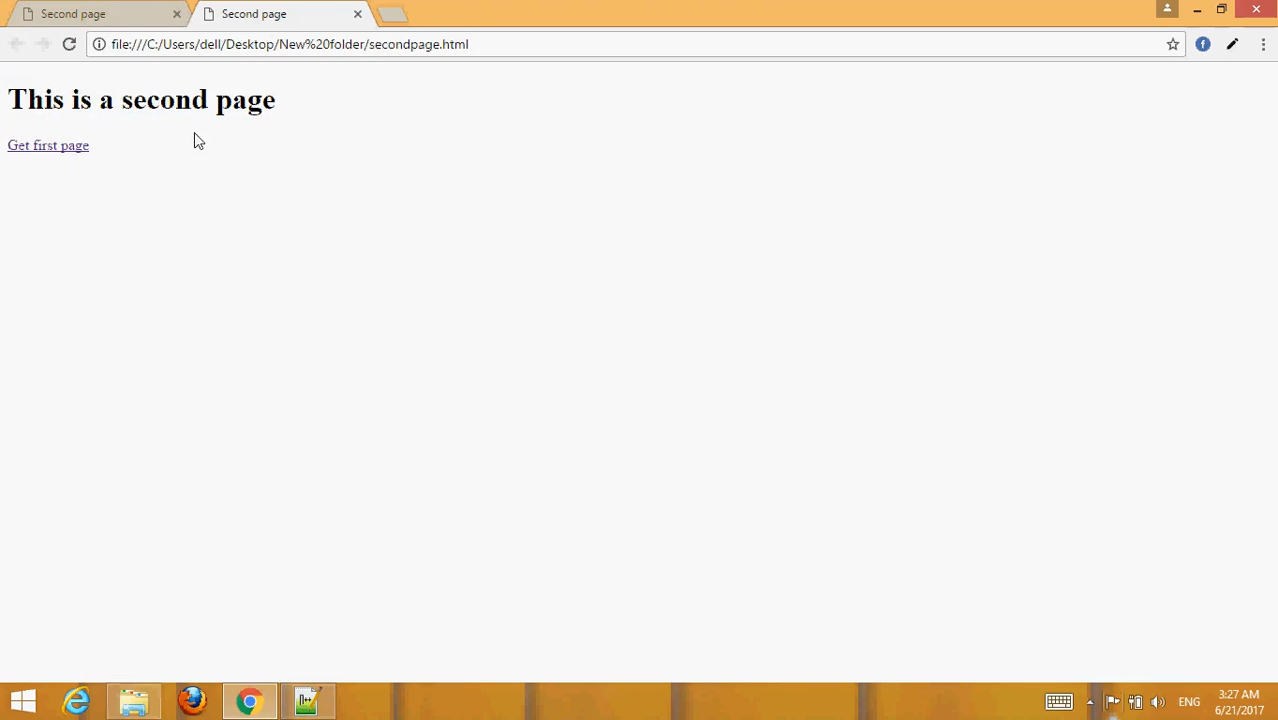 Second page
Second page
file:///C:/Users/dell/Desktop/New%20folder/secondpage.html
This is a second page
Get first page
ENG
3:27 AM
6/21/2017